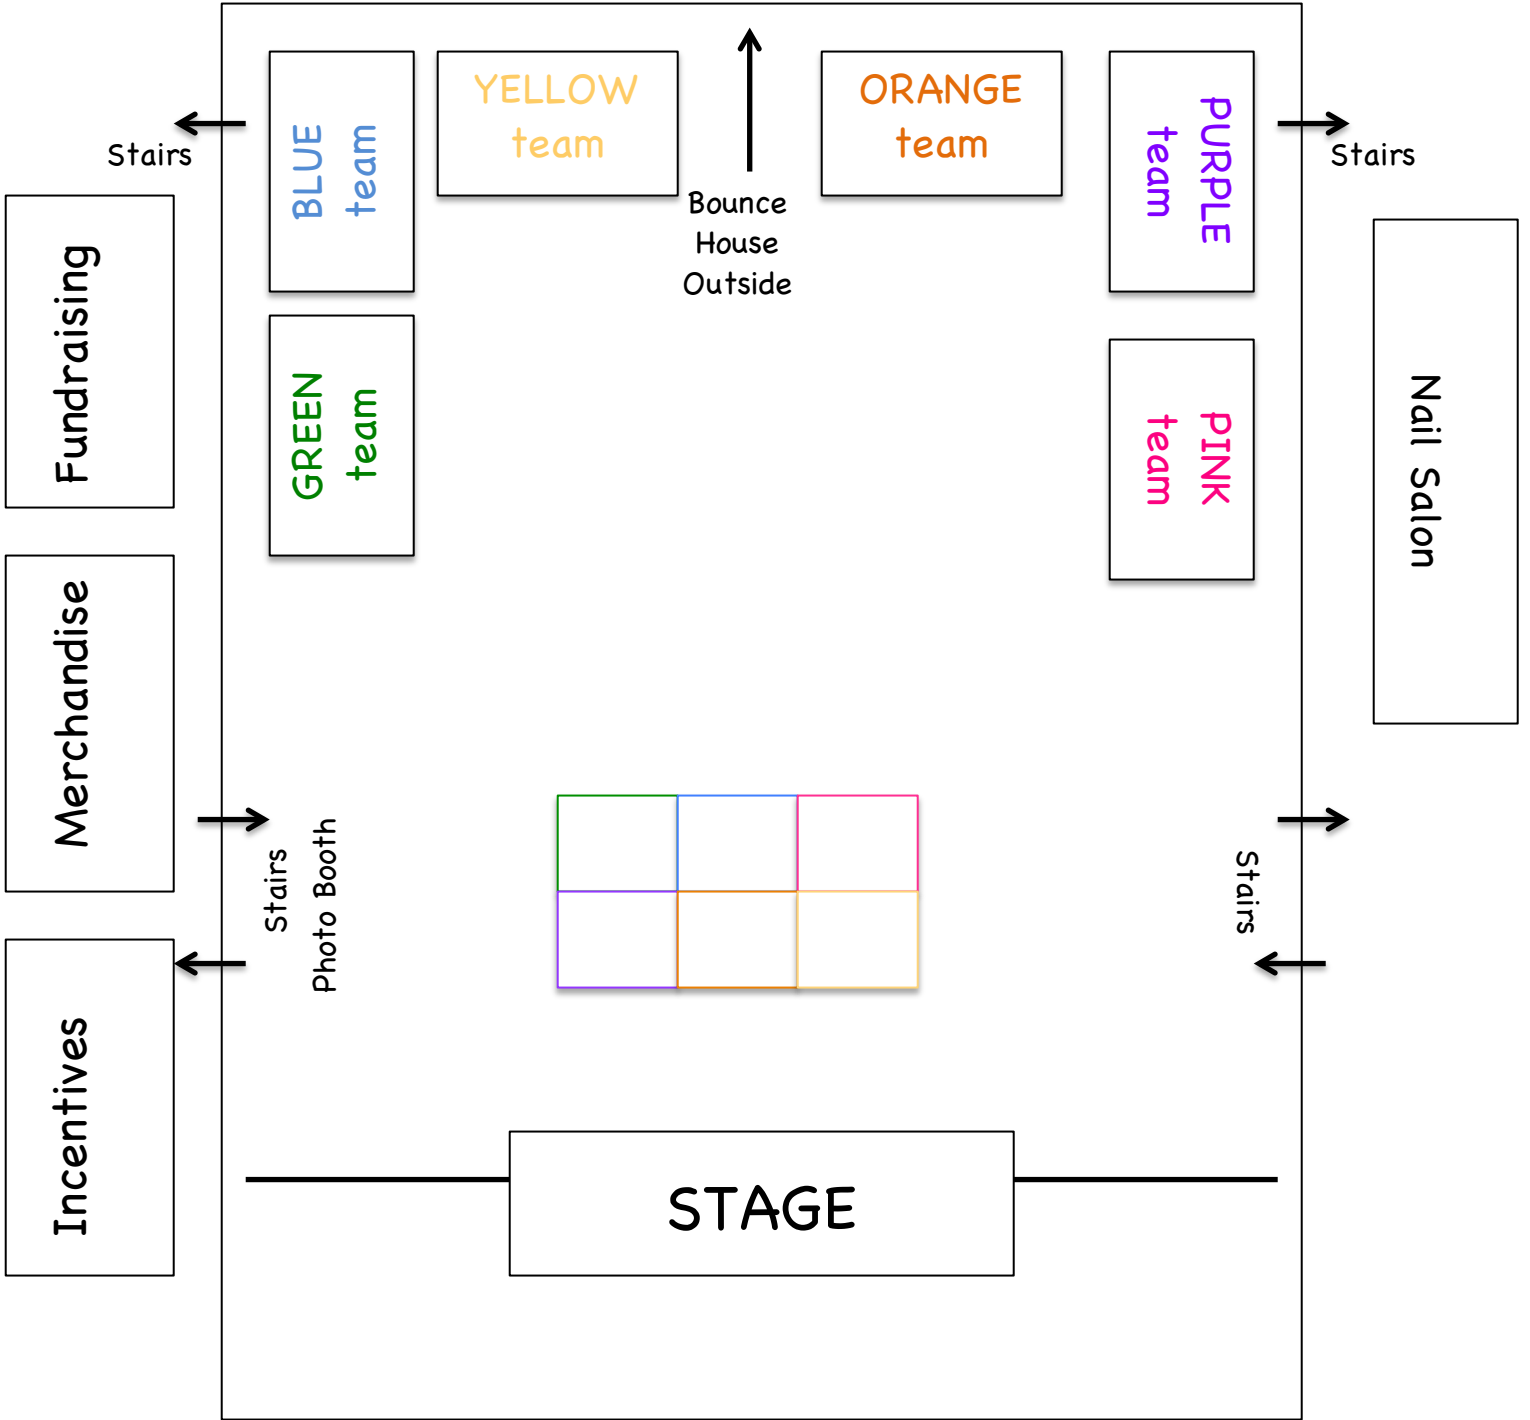 YELLOW
team
ORANGE
team
BLUE
team
PURPLE
team
Stairs
Stairs
Bounce
House
Outside
Fundraising
GREEN
team
PINK
team
Nail Salon
Merchandise
Stairs
Photo Booth
Stairs
Incentives
STAGE